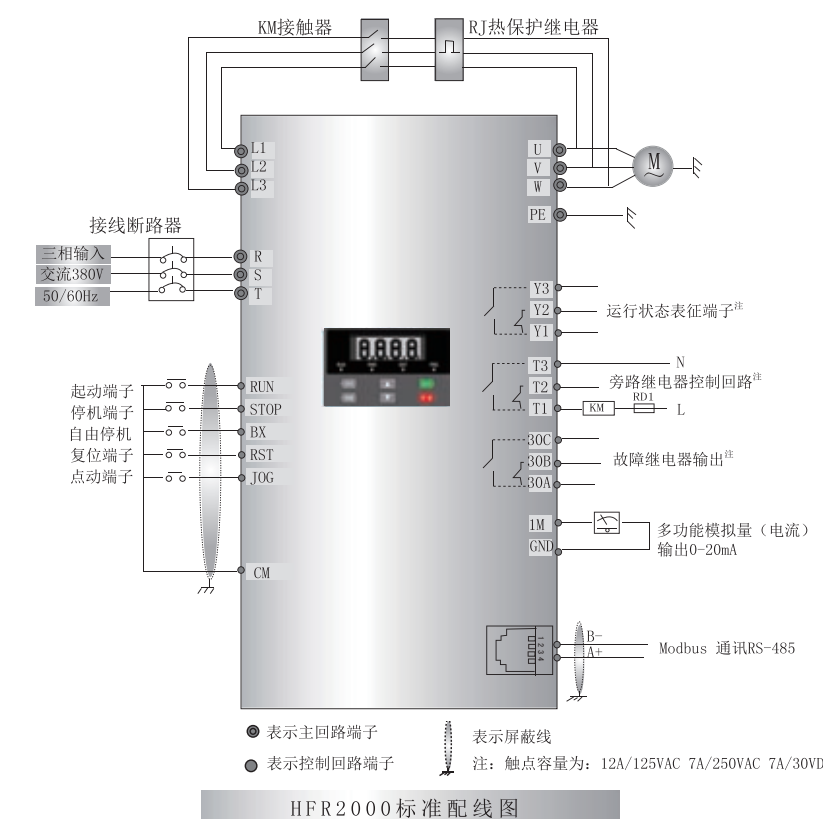 KM接触器 RJ热保护继电器
L1
L2
L3
U
V
W
PE
M
~
接线断路器
三相输入
交流380V
50/60Hz
R
S
T
Y3
Y2
Y1
运行状态表征端子注
8888
T3
T2
T1
N
旁路继电器控制回路注
KM
RD1
L
起动端子
停机端子
自由停机
复位端子
点动端子
RUN
STOP
BX
RST
JOG
CM
30C
30B
30A
故障继电器输出注
1M
GND
多功能模拟量（电流）
输出0-20mA
1234
B-
A+
Modbus 通讯RS-485
表示主回路端子
表示控制回路端子
表示屏蔽线
注：触点容量为：12A/125VAC 7A/250VAC 7A/30VD
HFR2000标准配线图